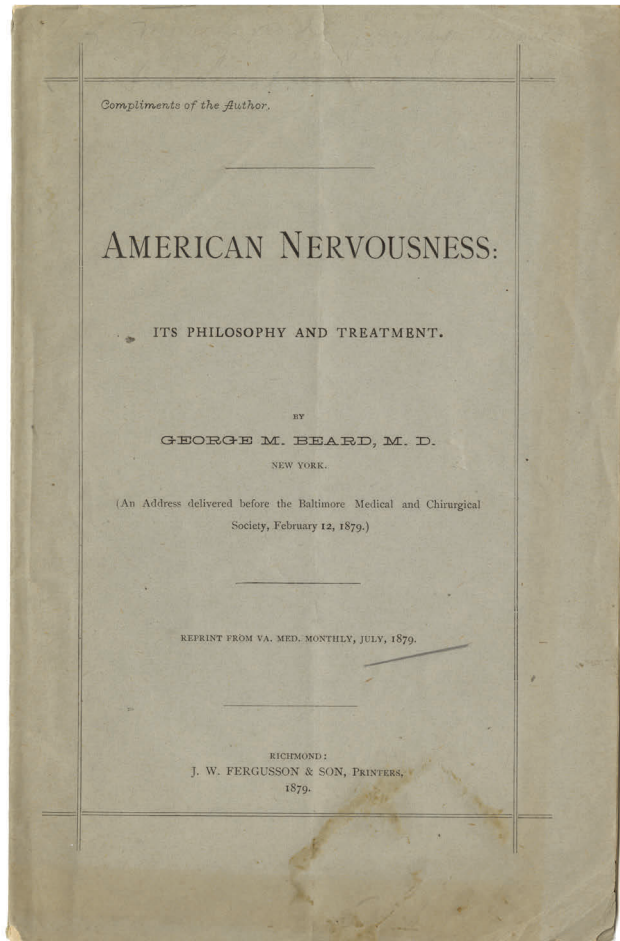 Compliments of the Author,
AMERICAN NERVOUSNESS:
ITS PHILOSOPHY AND TREATMENT.
BY
GEORGE M. BEARD, M. D.
NEW YORK.
(An Address delivered before the Baltimore Medical and Chirurgical
Society, February 12, 1879.)
REPRINT FROM VA. MED. MONTHLY, JULY, 1879.
RICHMOND:
J. W. FERGUSSON & SON, PRINTERS,
1879.